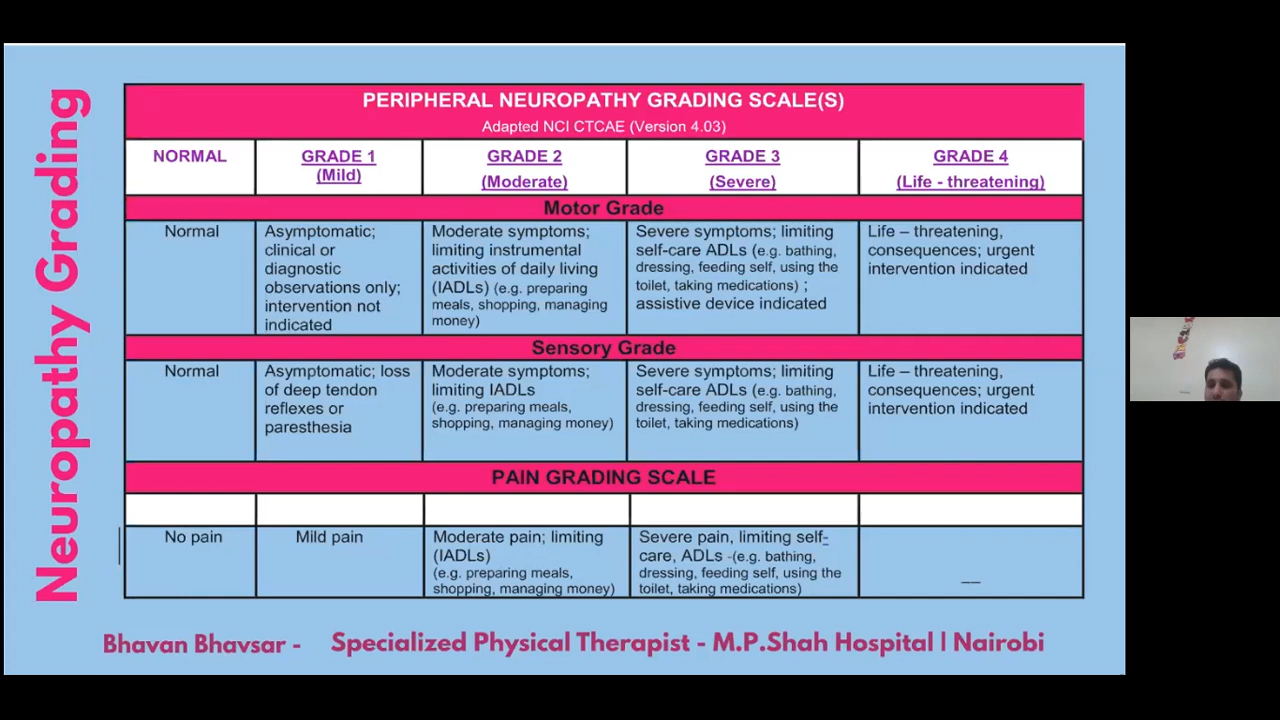 Neuropathy Grading
PERIPHERAL NEUROPATHY GRADING SCALE(S)
Adapted NCI CTCAE (Version 4.03)
NORMAL
GRADE 1
(Mild)
GRADE 2
(Moderate)
GRADE 3
(Severe)
GRADE 4
(Life - threatening)
Motor Grade
Normal
Asymptomatic;
clinical or
diagnostic
observations only;
intervention not
indicated
Moderate symptoms;
limiting instrumental
activities of daily living
(IADLs) (e.g. preparing
meals, shopping, managing
money)
Severe symptoms; limiting
self-care ADLs (e.g. bathing,
dressing, feeding self, using the
toilet, taking medications) ;
assistive device indicated
Life – threatening,
consequences; urgent
intervention indicated
Sensory Grade
Normal
Asymptomatic; loss
of deep tendon
reflexes or
paresthesia
Moderate symptoms;
limiting IADLs
(e.g. preparing meals,
shopping, managing money)
Severe symptoms; limiting
self-care ADLs (e.g. bathing,
dressing, feeding self, using the
toilet, taking medications)
Life – threatening,
consequences; urgent
intervention indicated
PAIN GRADING SCALE
No pain
Mild pain
Moderate pain; limiting
(IADLs)
(e.g. preparing meals,
shopping, managing money)
Severe pain, limiting self-
care, ADLs -(e.g. bathing,
dressing, feeding self, using the
toilet, taking medications)
__
Bhavan Bhavsar - Specialized Physical Therapist - M.P.Shah Hospital | Nairobi